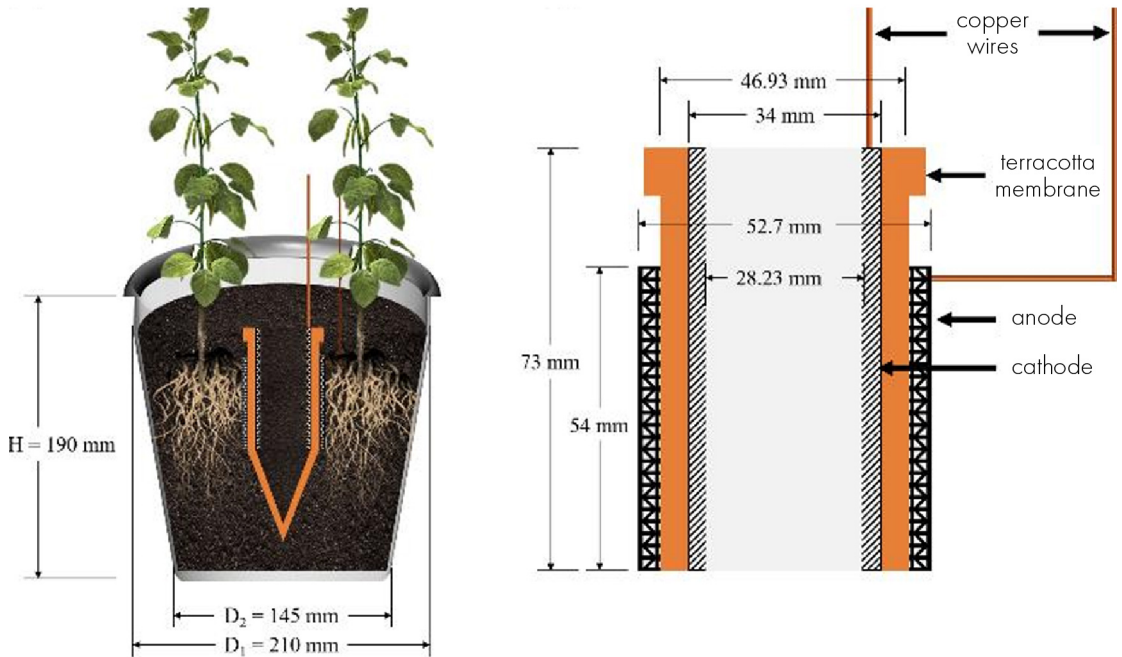 H = 190 mm
D₂ = 145 mm
D₁ = 210 mm
copper
wires
46.93 mm
34 mm
terracotta
membrane
52.7 mm
28.23 mm
anode
73 mm
cathode
54 mm